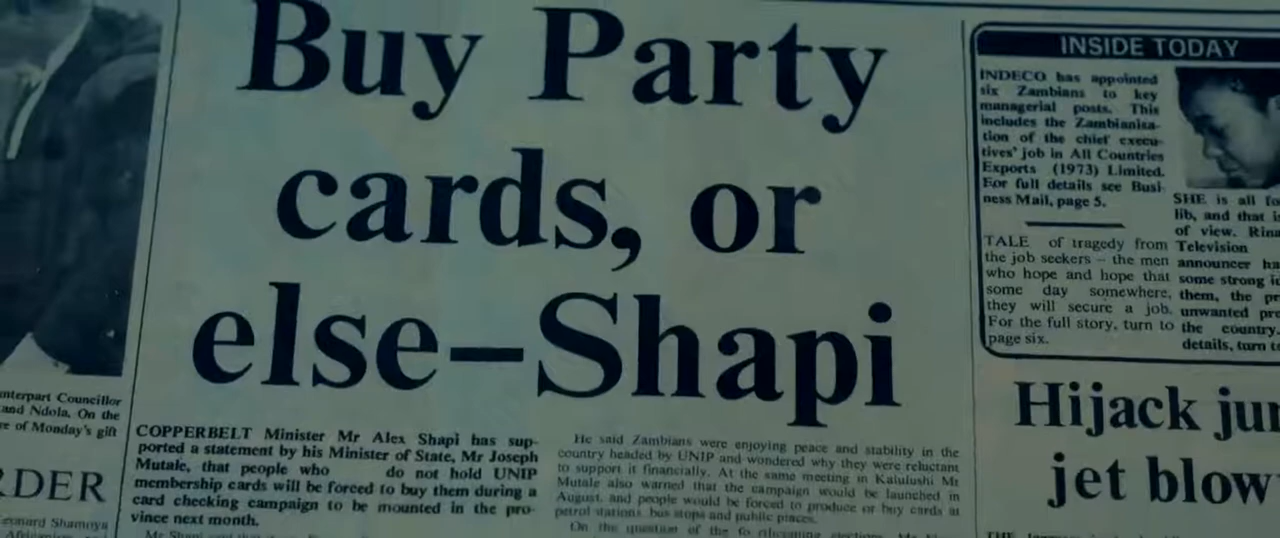 Buy Party
cards, or
else—Shapi
COPPERBELT Minister Mr Alex Shapi has sup-
ported a statement by his Minister of State, Mr Joseph
Mutale, that people who do not hold UNIP
membership cards will be forced to buy them during a
card checking campaign to be mounted in the pro-
vince next month.
He said Zambians were enjoying peace and stability in the
country headed by UNIP and wondered why they were reluctant
to support it financially. At the same meeting in Kalulushi Mr
Mutale also warned that the campaign would be launched in
August, and people would be forced to produce or buy cards at
petrol stations, bus stops and public places.
On the question of the
INSIDE TODAY
INDECO has appointed
six Zambians to key
managerial posts. This
includes the Zambianisa-
tion of the chief execu-
tives' job in All Countries
Exports (1973) Limited.
For full details see Busi-
ness Mail, page 5.
TALE of tragedy from
the job seekers – the men
who hope and hope that
some day somewhere,
they will secure a job.
For the full story, turn to
page six.
SHE is all fo
lib, and that i
of view. Rina
Television
announcer ha
some strong i
them, the pr
unwanted pre
the country.
details, turn t
Hijack ju
jet blow
nterpart Councillor
and Ndola. On the
e of Monday's gift
RDER
Leonard Shamuya